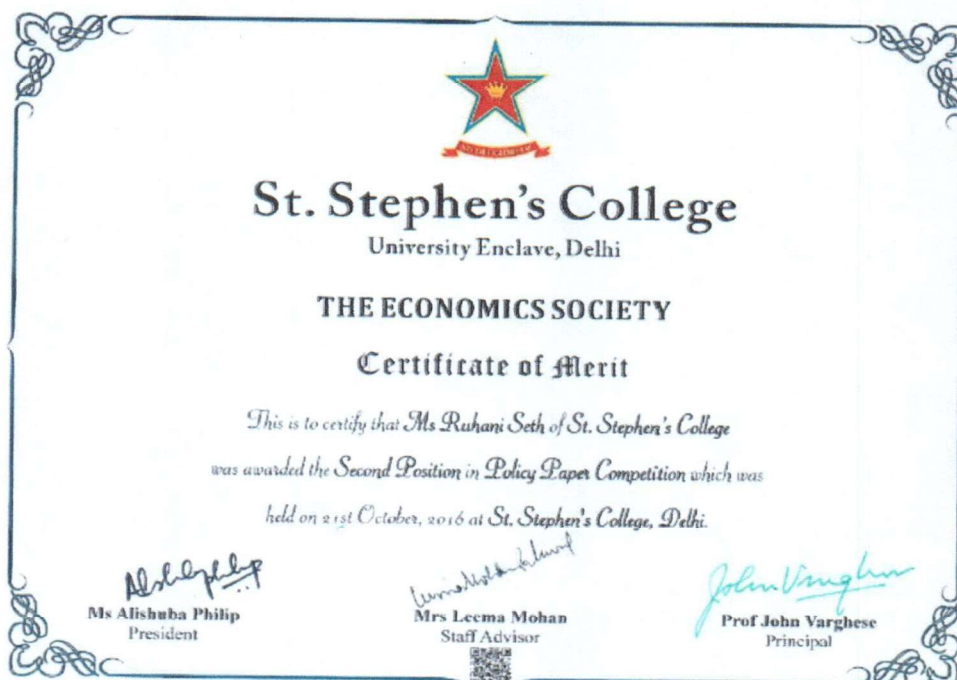 AD DEI GLORIAM
St. Stephen's College
University Enclave, Delhi
THE ECONOMICS SOCIETY
Certificate of Merit
This is to certify that Ms Ruhani Seth of St. Stephen's College
was awarded the Second Position in Policy Paper Competition which was
held on 21st October, 2016 at St. Stephen's College, Delhi.
Ms Alishuba Philip
President
Mrs Leema Mohan
Staff Advisor
Prof John Varghese
Principal